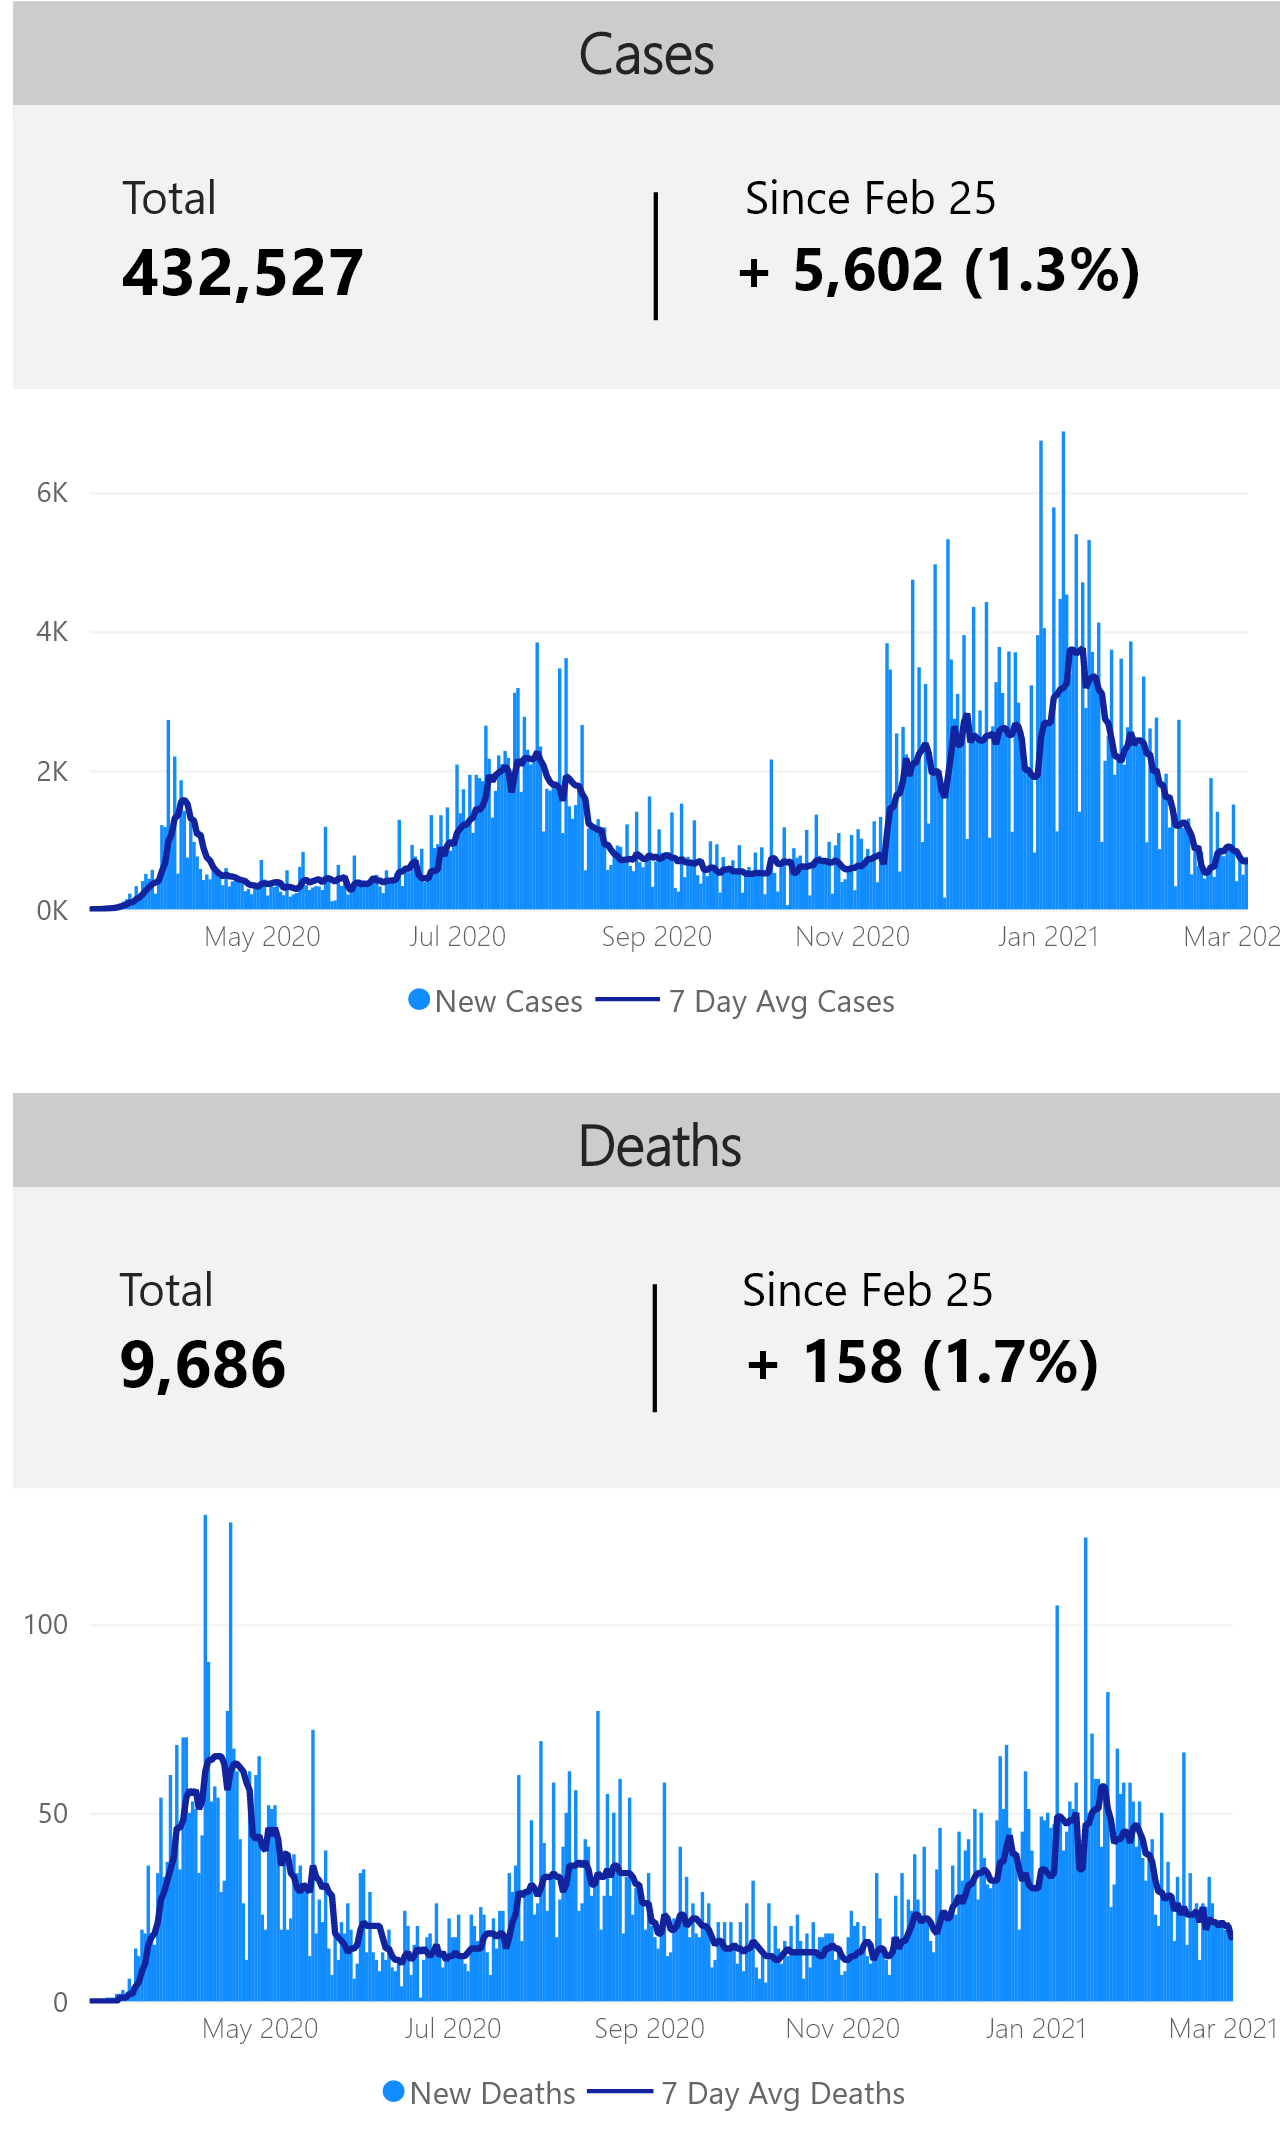 Cases
Total
Since Feb 25
432,527
+ 5,602 (1.3%)
6K
4K
2K
0K
May 2020
Jul 2020
Sep 2020
Nov 2020
Jan 2021
Mar 202
New Cases
7 Day Avg Cases
Deaths
Total
Since Feb 25
9,686
+ 158 (1.7%)
100
50
0
May 2020
Jul 2020
Sep 2020
Nov 2020
Jan 2021
Mar 2021
New Deaths
7 Day Avg Deaths